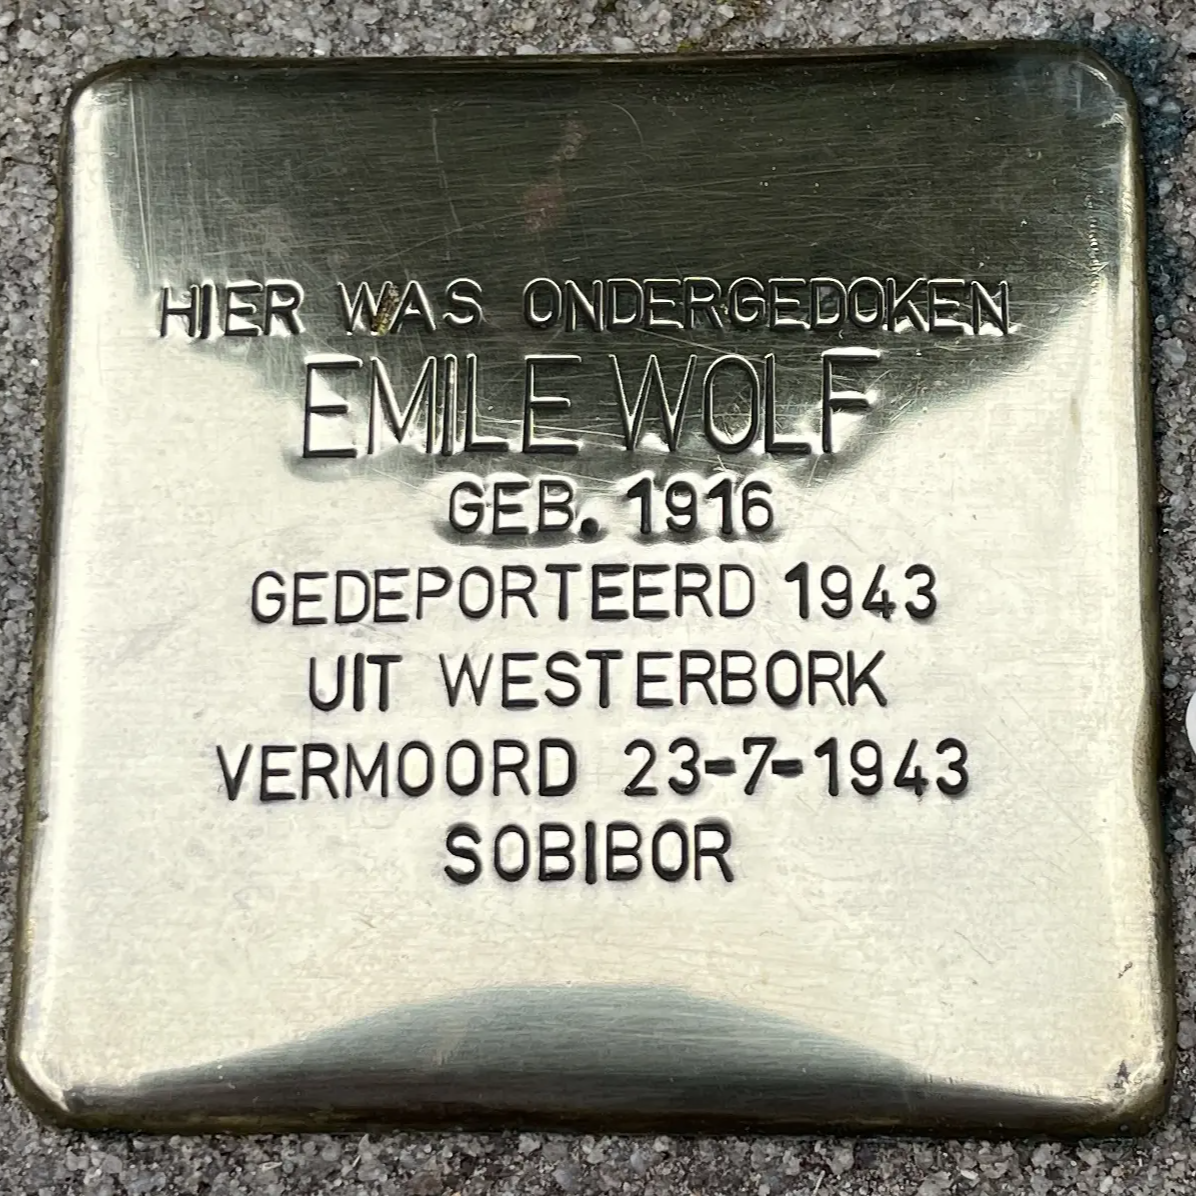 HIER WAS ONDERGEDOKEN
EMILE WOLF
GEB. 1916
GEDEPORTEERD 1943
UIT WESTERBORK
VERMOORD 23-7-1943
SOBIBOR